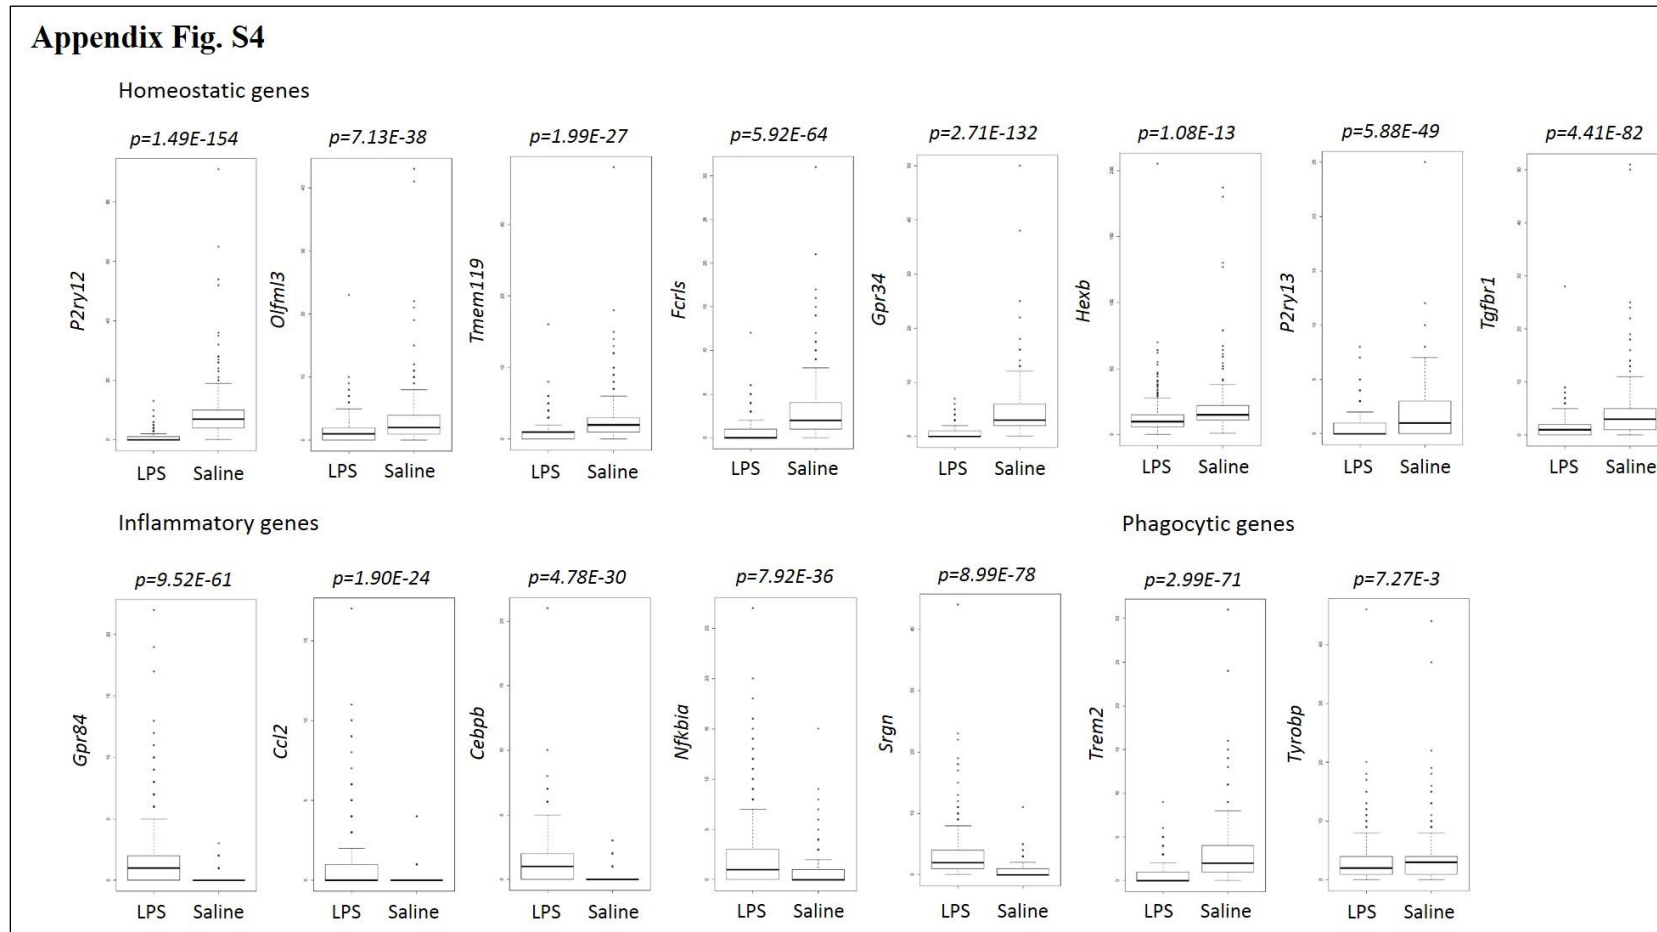 Appendix Fig. S4
Homeostatic genes
p=1.49E-154 p=7.13E-38 p=1.99E-27 p=5.92E-64 p=2.71E-132 p=1.08E-13 p=5.88E-49 p=4.41E-82
P2ry12 Olfml3 Tmem119 Fcrls Gpr34 Hexb P2ry13 Tgfbr1
LPS Saline LPS Saline LPS Saline LPS Saline LPS Saline LPS Saline LPS Saline LPS Saline
Inflammatory genes Phagocytic genes
p=9.52E-61 p=1.90E-24 p=4.78E-30 p=7.92E-36 p=8.99E-78 p=2.99E-71 p=7.27E-3
Gpr84 Ccl2 Cebpb Nfkbia Srgn Trem2 Tyrobp
LPS Saline LPS Saline LPS Saline LPS Saline LPS Saline LPS Saline LPS Saline